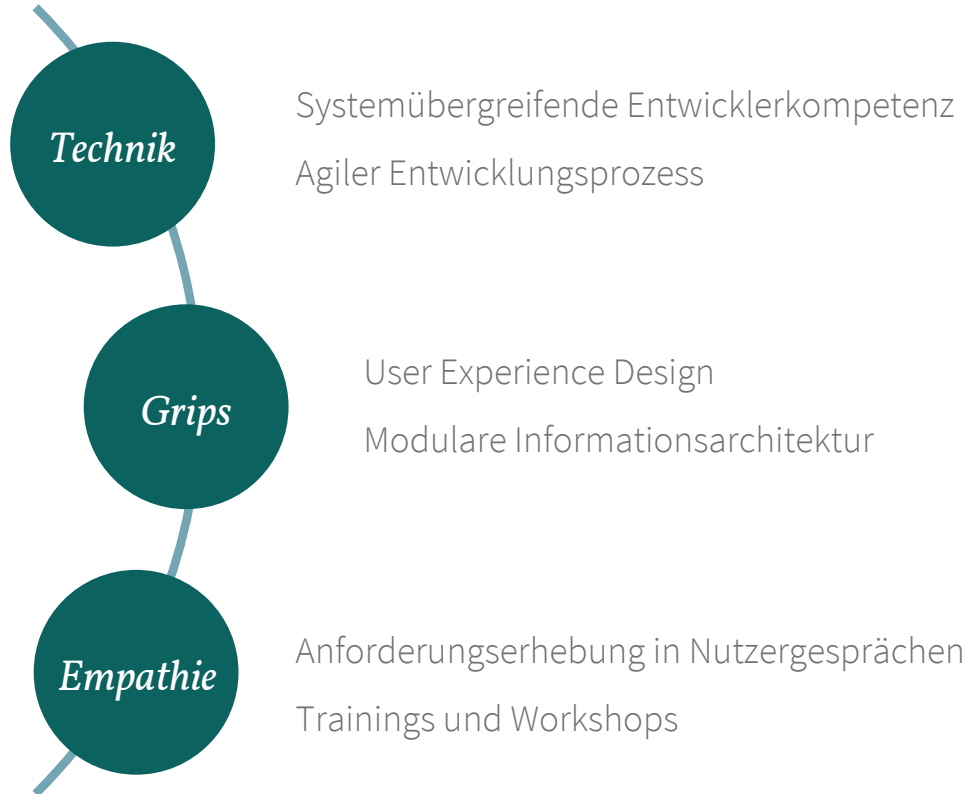 Technik
Systemübergreifende Entwicklerkompetenz
Agiler Entwicklungsprozess
Grips
User Experience Design
Modulare Informationsarchitektur
Empathie
Anforderungserhebung in Nutzergesprächen
Trainings und Workshops